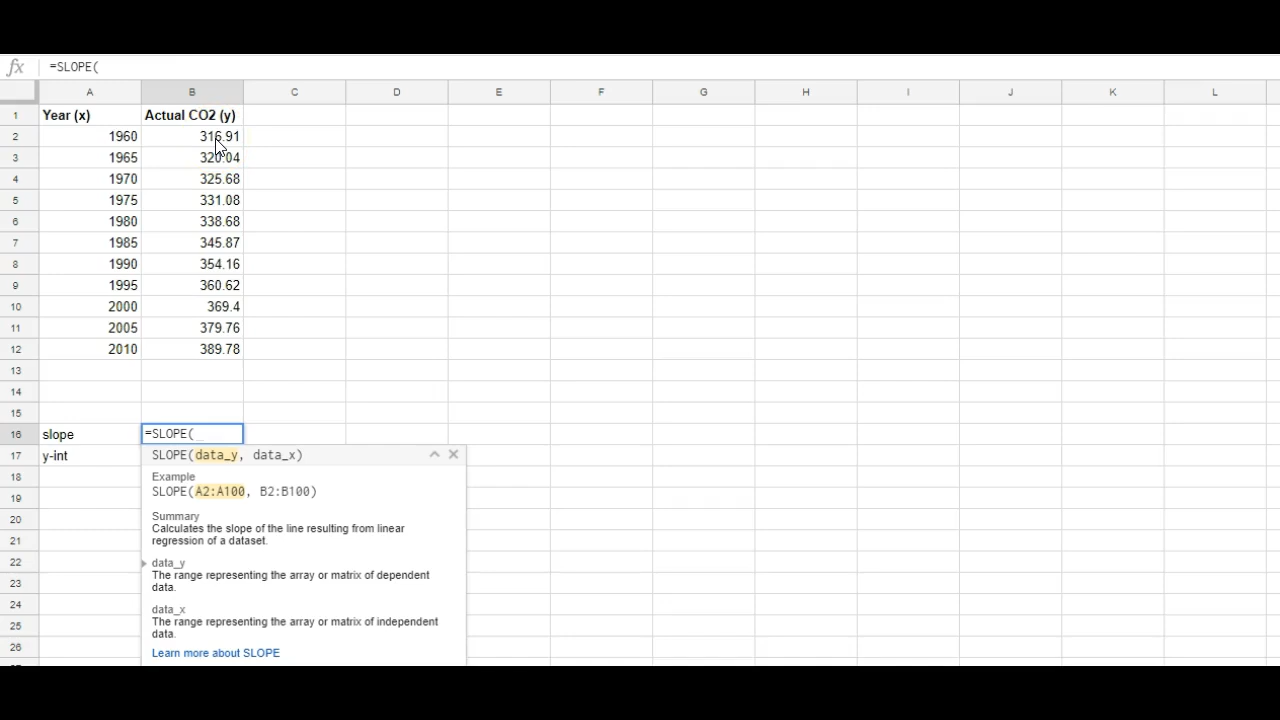 fx =SLOPE(
A B C D E F G H I J K L
1 Year (x) Actual CO2 (y)
2 1960 316.91
3 1965 320.04
4 1970 325.68
5 1975 331.08
6 1980 338.68
7 1985 345.87
8 1990 354.16
9 1995 360.62
10 2000 369.4
11 2005 379.76
12 2010 389.78
13
14
15
16 slope =SLOPE(
17 y-int SLOPE(data_y, data_x)
18 Example
19 SLOPE(A2:A100, B2:B100)
20 Summary
21 Calculates the slope of the line resulting from linear
regression of a dataset.
22 data_y
23 The range representing the array or matrix of dependent
data.
24 data_x
25 The range representing the array or matrix of independent
data.
26 Learn more about SLOPE